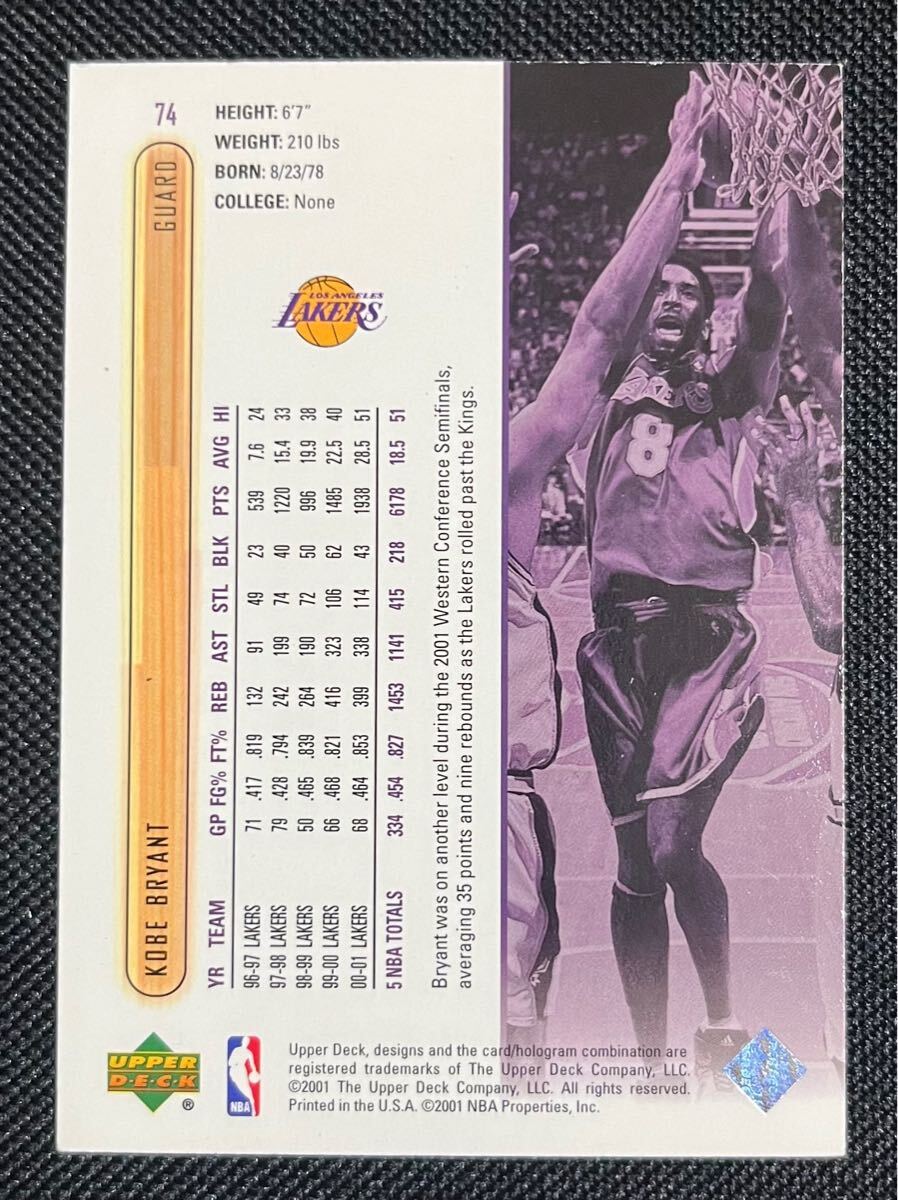 74
HEIGHT: 6'7"
WEIGHT: 210 lbs
BORN: 8/23/78
COLLEGE: None
KOBE BRYANT GUARD
LOS ANGELES
LAKERS
YR TEAM GP FG% FT% REB AST STL BLK PTS AVG HI
96-97 LAKERS 71 .417 .819 132 91 49 23 539 7.6 24
97-98 LAKERS 79 .428 .794 242 199 74 40 1220 15.4 33
98-99 LAKERS 50 .465 .839 264 190 72 50 996 19.9 38
99-00 LAKERS 66 .468 .821 416 323 106 62 1485 22.5 40
00-01 LAKERS 68 .464 .853 399 338 114 43 1938 28.5 51
5 NBA TOTALS 334 .454 .827 1453 1141 415 218 6178 18.5 51
Bryant was on another level during the 2001 Western Conference Semifinals,
averaging 35 points and nine rebounds as the Lakers rolled past the Kings.
8
UPPER
D·E·C·K
®
NBA
Upper Deck, designs and the card/hologram combination are
registered trademarks of The Upper Deck Company, LLC.
©2001 The Upper Deck Company, LLC. All rights reserved.
Printed in the U.S.A. ©2001 NBA Properties, Inc.